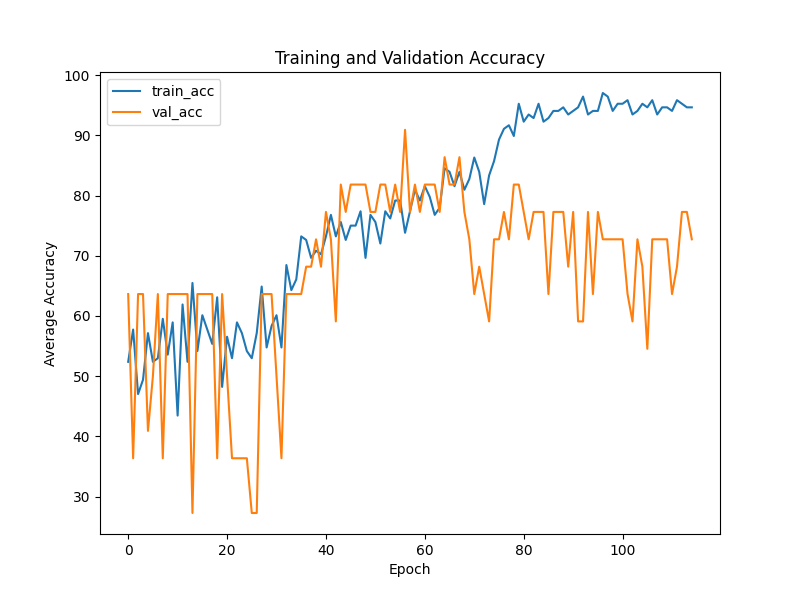 Training and Validation Accuracy
train_acc
val_acc
100
90
80
70
60
50
40
30
Average Accuracy
0 20 40 60 80 100
Epoch